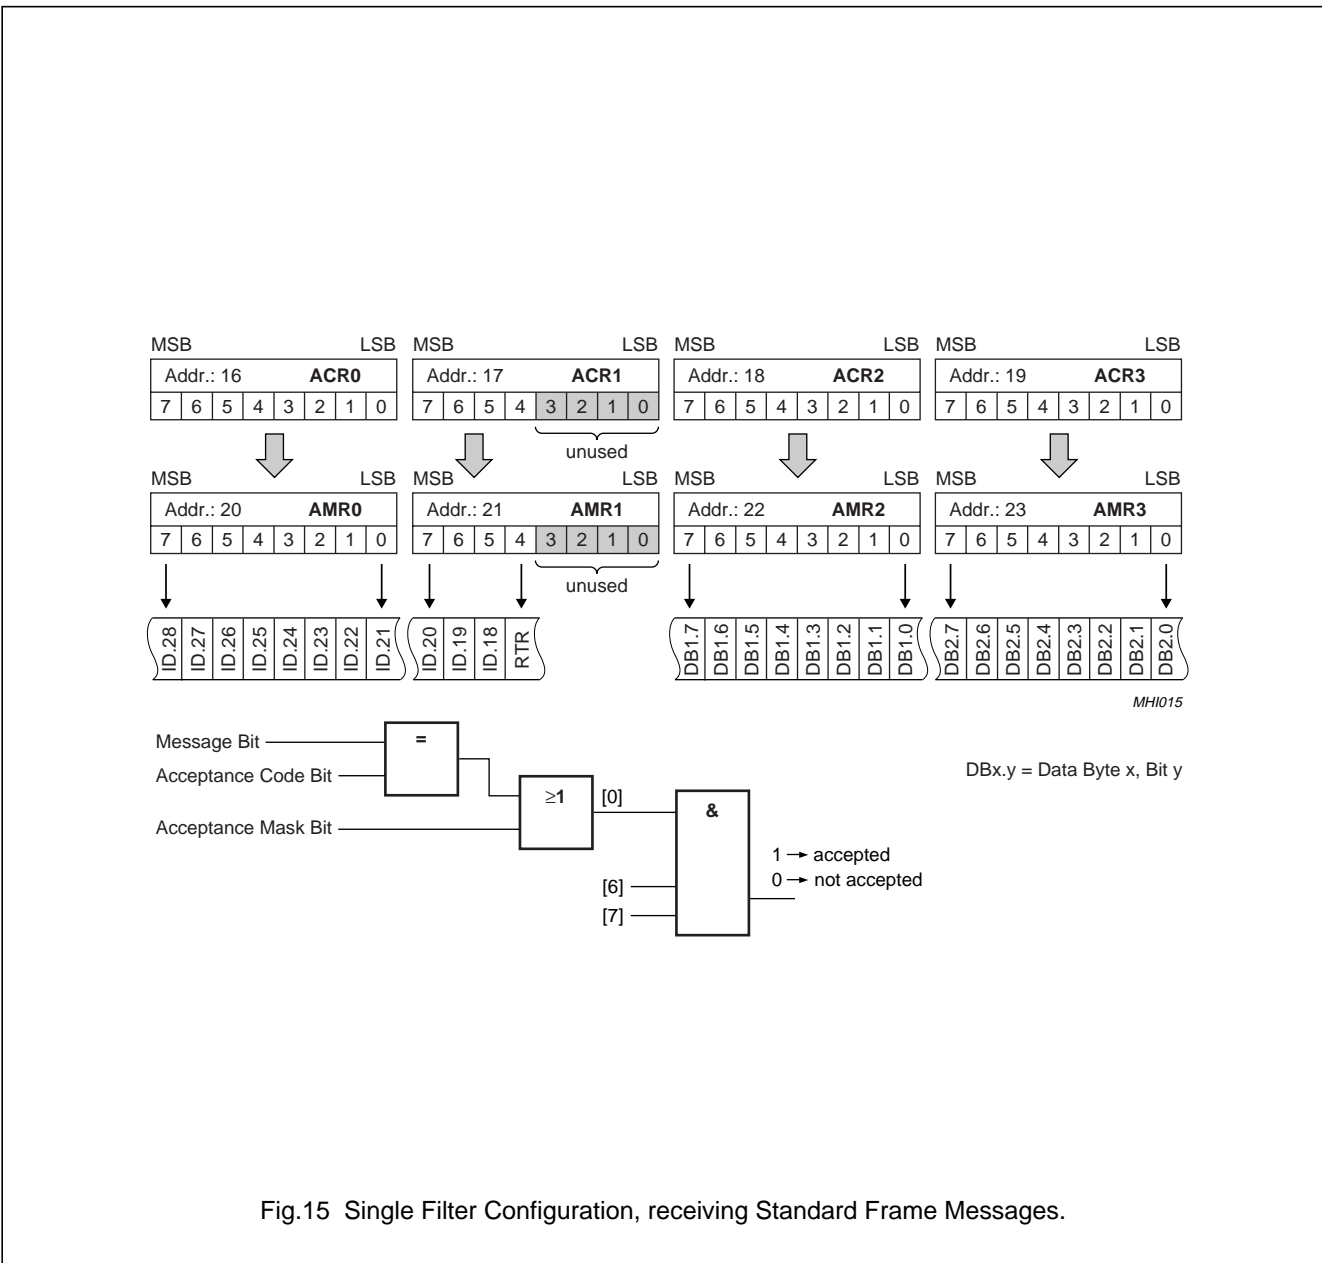 MSB LSB MSB LSB MSB LSB MSB LSB
Addr.: 16 ACR0 Addr.: 17 ACR1 Addr.: 18 ACR2 Addr.: 19 ACR3
7 6 5 4 3 2 1 0 7 6 5 4 3 2 1 0 7 6 5 4 3 2 1 0 7 6 5 4 3 2 1 0
unused
MSB LSB MSB LSB MSB LSB MSB LSB
Addr.: 20 AMR0 Addr.: 21 AMR1 Addr.: 22 AMR2 Addr.: 23 AMR3
7 6 5 4 3 2 1 0 7 6 5 4 3 2 1 0 7 6 5 4 3 2 1 0 7 6 5 4 3 2 1 0
unused
ID.28 ID.27 ID.26 ID.25 ID.24 ID.23 ID.22 ID.21 ID.20 ID.19 ID.18 RTR DB1.7 DB1.6 DB1.5 DB1.4 DB1.3 DB1.2 DB1.1 DB1.0 DB2.7 DB2.6 DB2.5 DB2.4 DB2.3 DB2.2 DB2.1 DB2.0
MHI015
Message Bit =
Acceptance Code Bit DBx.y = Data Byte x, Bit y
≥1 [0] &
Acceptance Mask Bit
1 → accepted
[6] 0 → not accepted
[7]
Fig.15 Single Filter Configuration, receiving Standard Frame Messages.